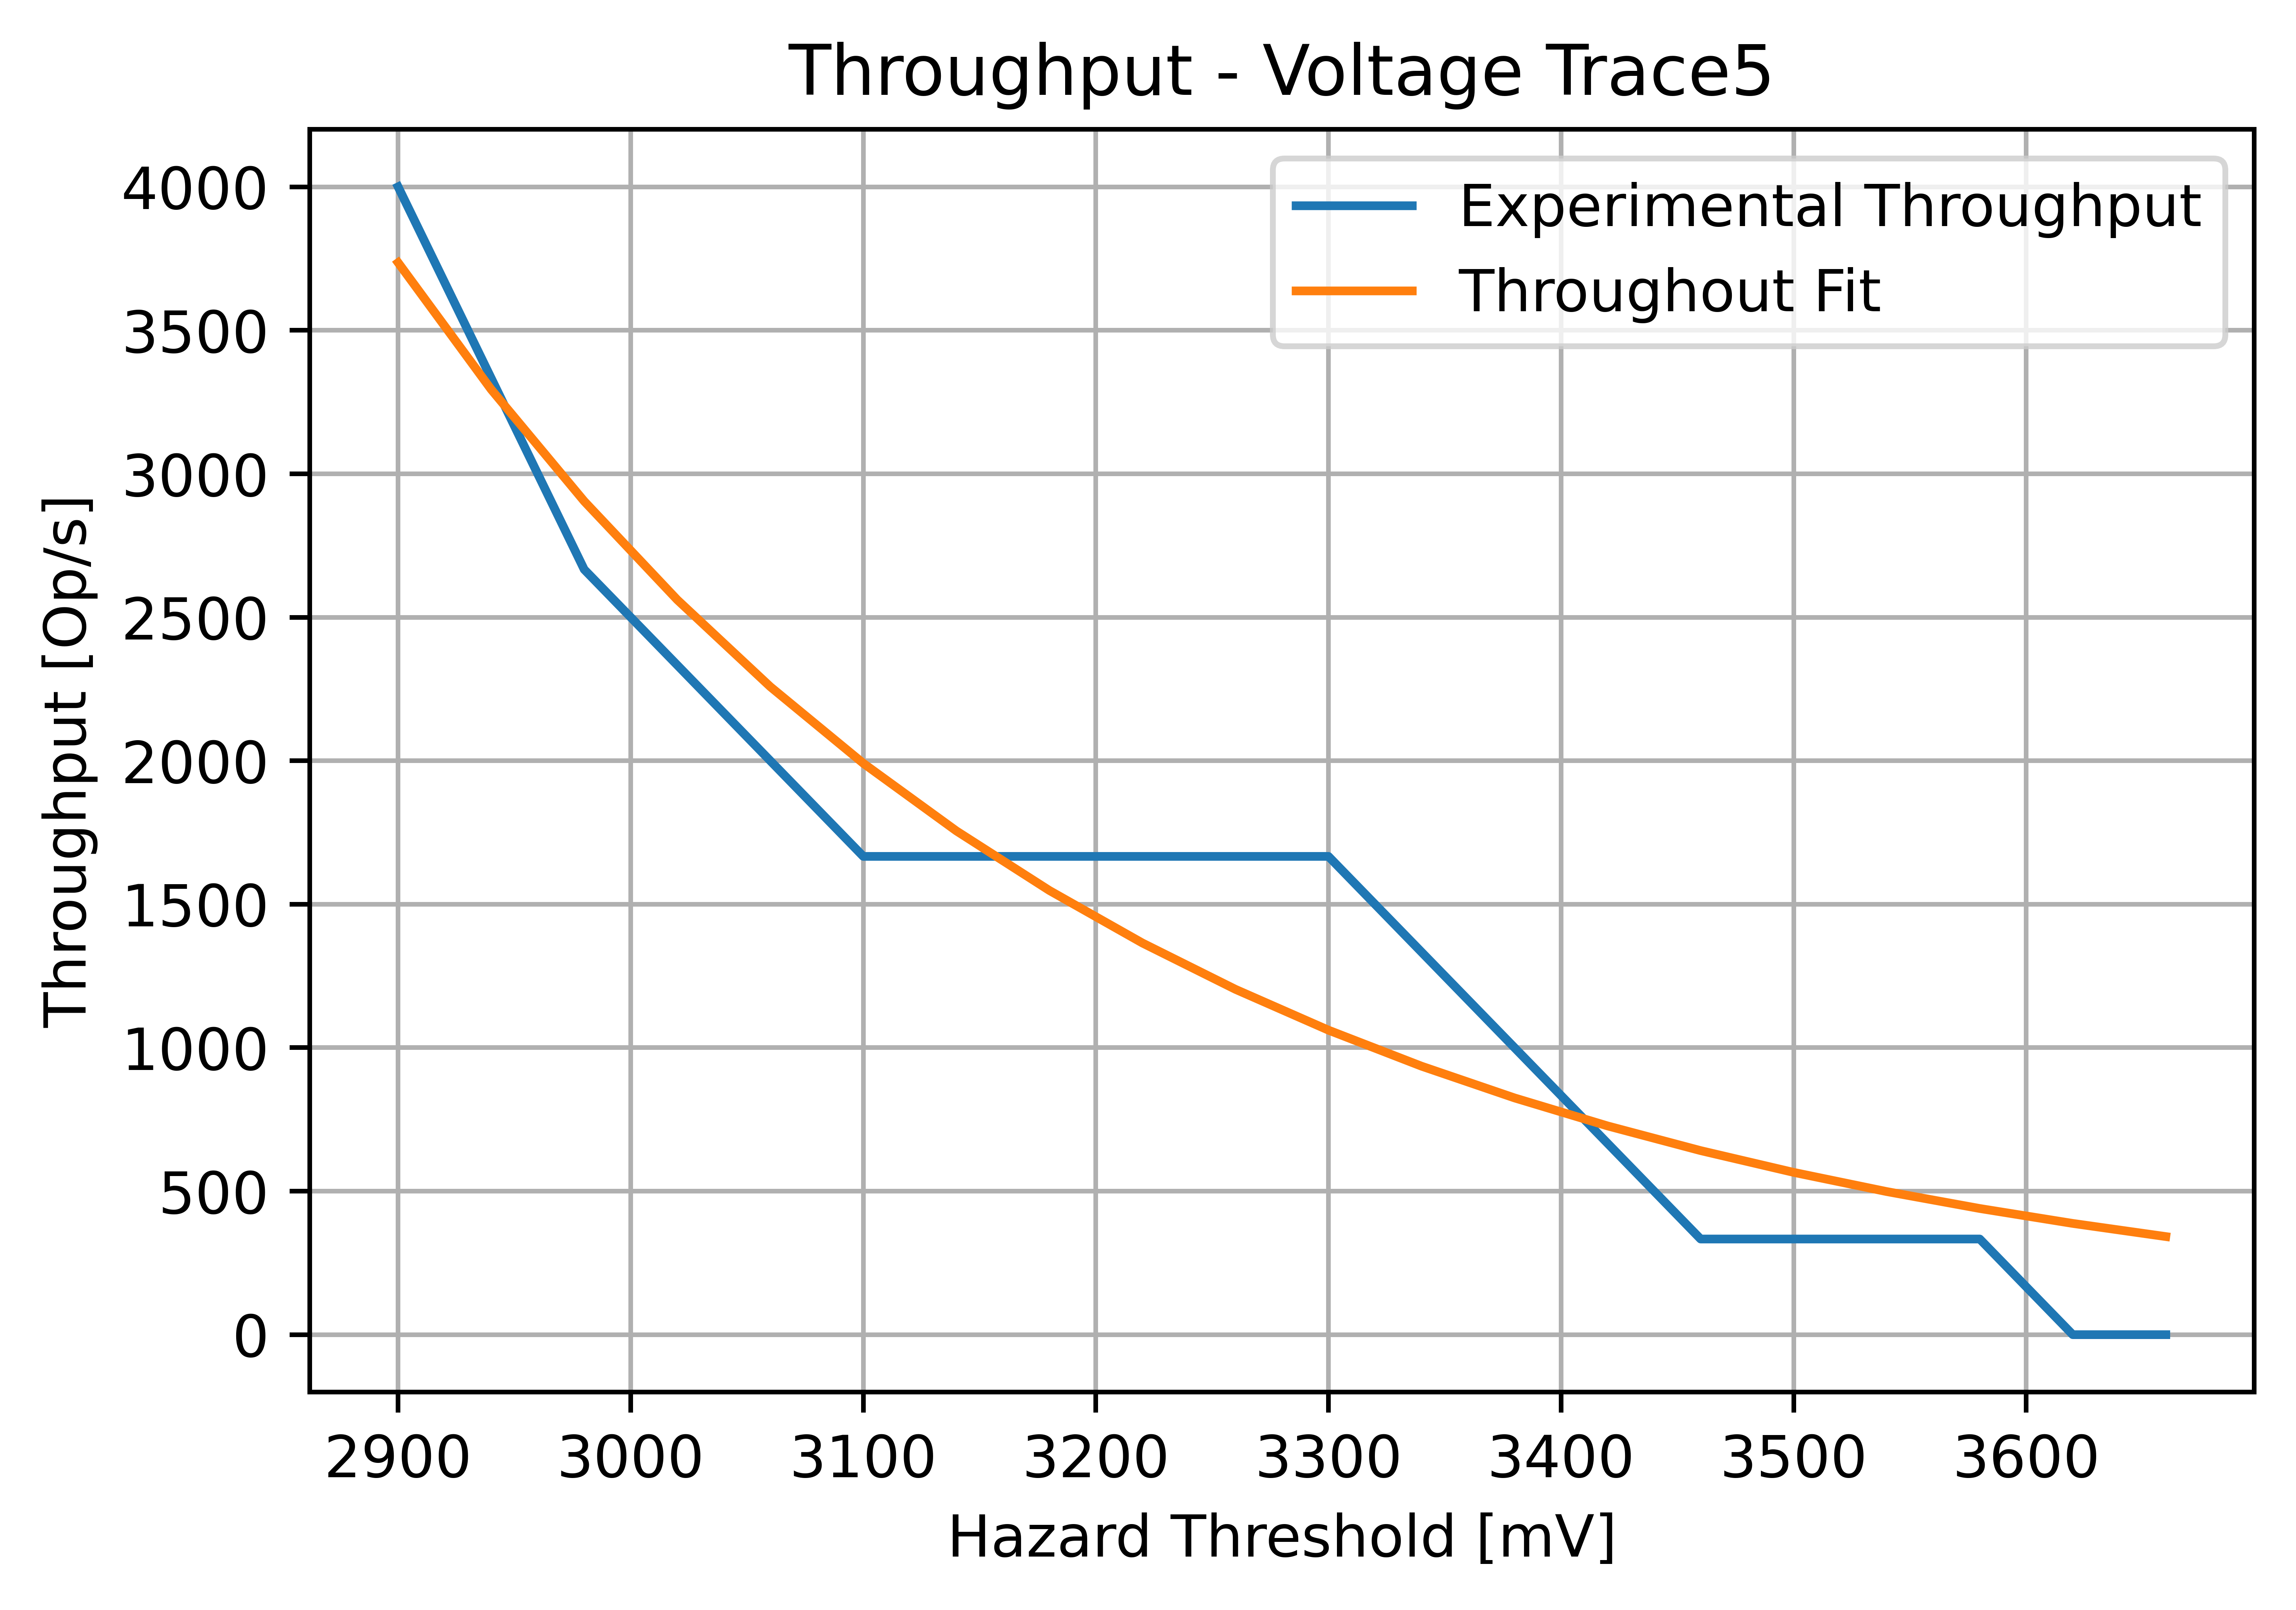 Throughput - Voltage Trace5
Experimental Throughput
Throughout Fit
4000
3500
3000
2500
2000
1500
1000
500
0
Throughput [Op/s]
2900 3000 3100 3200 3300 3400 3500 3600
Hazard Threshold [mV]